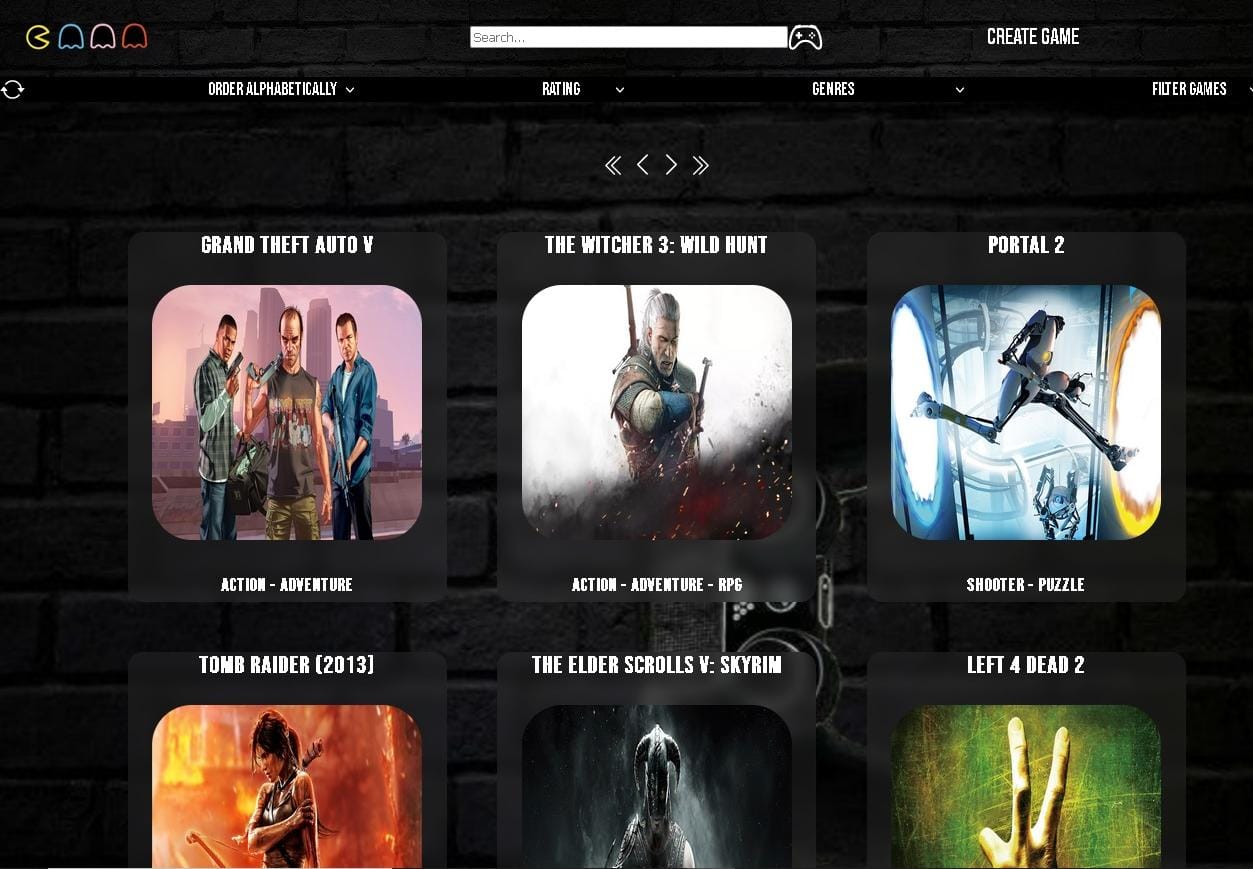 Search...
CREATE GAME
ORDER ALPHABETICALLY
RATING
GENRES
FILTER GAMES
GRAND THEFT AUTO V
THE WITCHER 3: WILD HUNT
PORTAL 2
ACTION - ADVENTURE
ACTION - ADVENTURE - RPG
SHOOTER - PUZZLE
TOMB RAIDER (2013)
THE ELDER SCROLLS V: SKYRIM
LEFT 4 DEAD 2